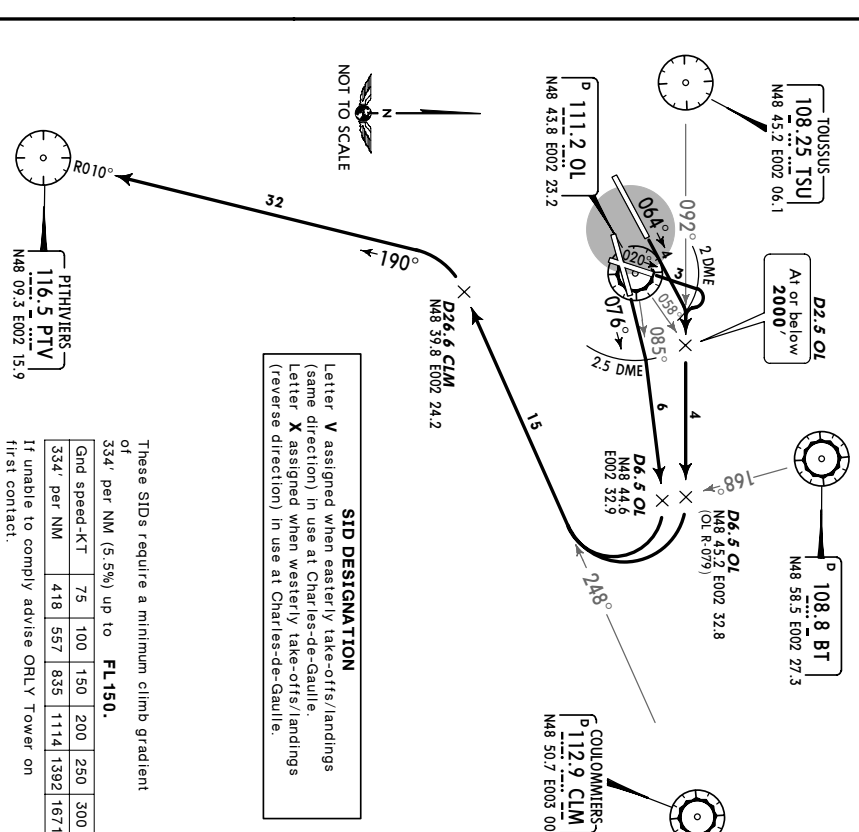 TOUSSUS
108.25 TSU
N48 45.2 E002 06.1
D 111.2 OL
N48 43.8 E002 23.2
NOT TO SCALE
N
D2.5 OL
At or below
2000'
092°
2 DME
064°
4
3
020°
058°
076°
085°
2.5 DME
6
4
D 108.8 BT
N48 58.5 E002 27.3
168°
D6.5 OL
N48 45.2 E002 32.8
(OL R-079)
D6.5 OL
N48 44.6
E002 32.9
R010°
32
190°
D26.6 CLM
N48 39.8 E002 24.2
15
248°
PITHIVIERS
116.5 PTV
N48 09.3 E002 15.9
COULOMMIERS
D 112.9 CLM
N48 50.7 E003 00
SID DESIGNATION
Letter V assigned when easterly take-offs/landings
(same direction) in use at Charles-de-Gaulle.
Letter X assigned when westerly take-offs/landings
(reverse direction) in use at Charles-de-Gaulle.
These SIDs require a minimum climb gradient
of
334' per NM (5.5%) up to FL150.
Gnd speed-KT 75 100 150 200 250 300
334' per NM 418 557 835 1114 1392 1671
If unable to comply advise ORLY Tower on
first contact.